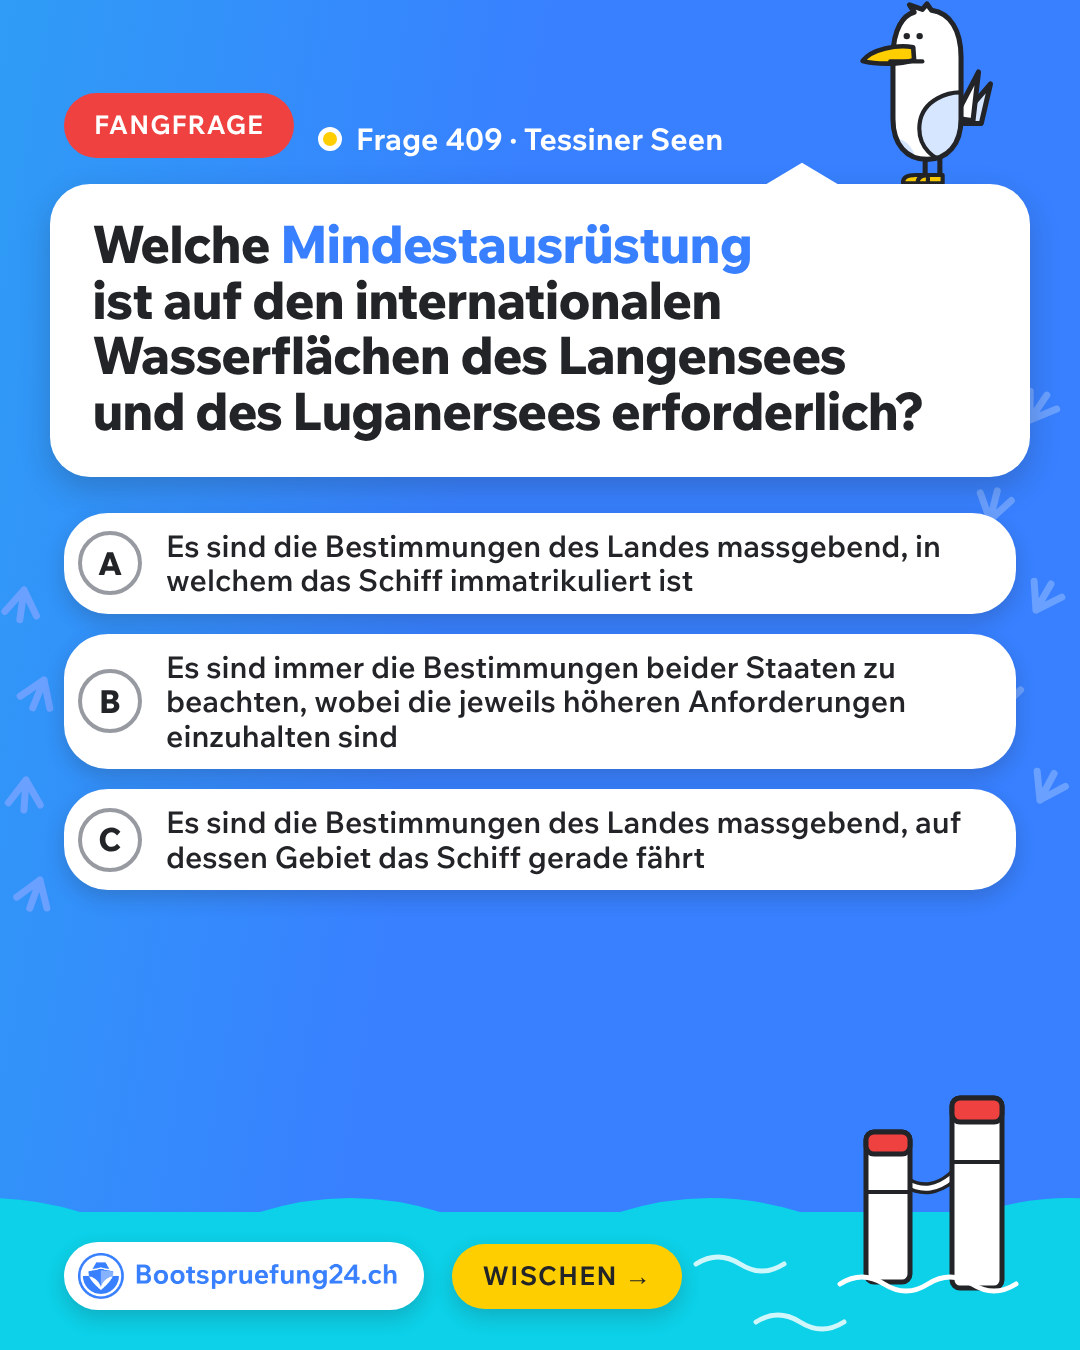 FANGFRAGE
Frage 409 · Tessiner Seen
Welche Mindestausrüstung
ist auf den internationalen
Wasserflächen des Langensees
und des Luganersees erforderlich?
A
Es sind die Bestimmungen des Landes massgebend, in
welchem das Schiff immatrikuliert ist
B
Es sind immer die Bestimmungen beider Staaten zu
beachten, wobei die jeweils höheren Anforderungen
einzuhalten sind
C
Es sind die Bestimmungen des Landes massgebend, auf
dessen Gebiet das Schiff gerade fährt
Bootspruefung24.ch
WISCHEN →